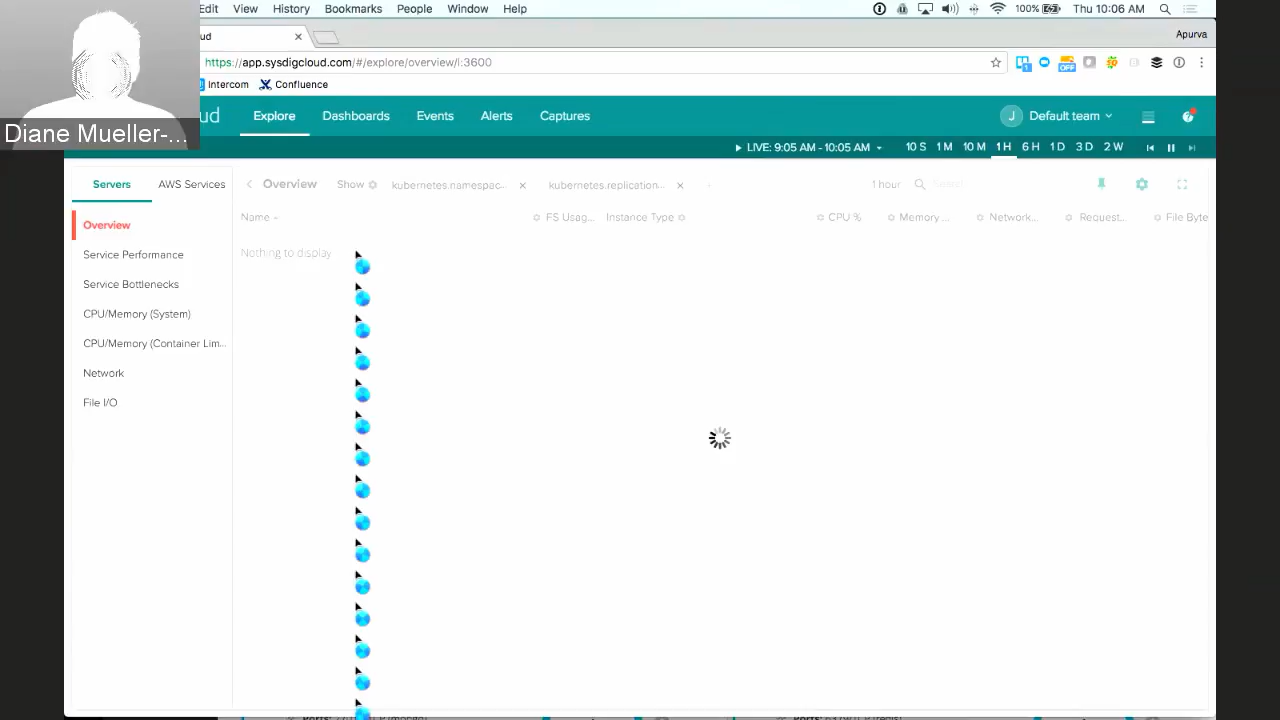 Edit View History Bookmarks People Window Help 100% Thu 10:06 AM
Diane Mueller-...
ud Apurva
https://app.sysdigcloud.com/#/explore/overview/l:3600
Intercom Confluence
ud Explore Dashboards Events Alerts Captures J Default team
LIVE: 9:05 AM - 10:05 AM 10 S 1 M 10 M 1 H 6 H 1 D 3 D 2 W
Servers AWS Services Overview Show kubernetes.namespac... kubernetes.replication... 1 hour Search
Name FS Usag... Instance Type CPU % Memory ... Network... Request... File Byte
Overview
Nothing to display
Service Performance
Service Bottlenecks
CPU/Memory (System)
CPU/Memory (Container Lim...
Network
File I/O